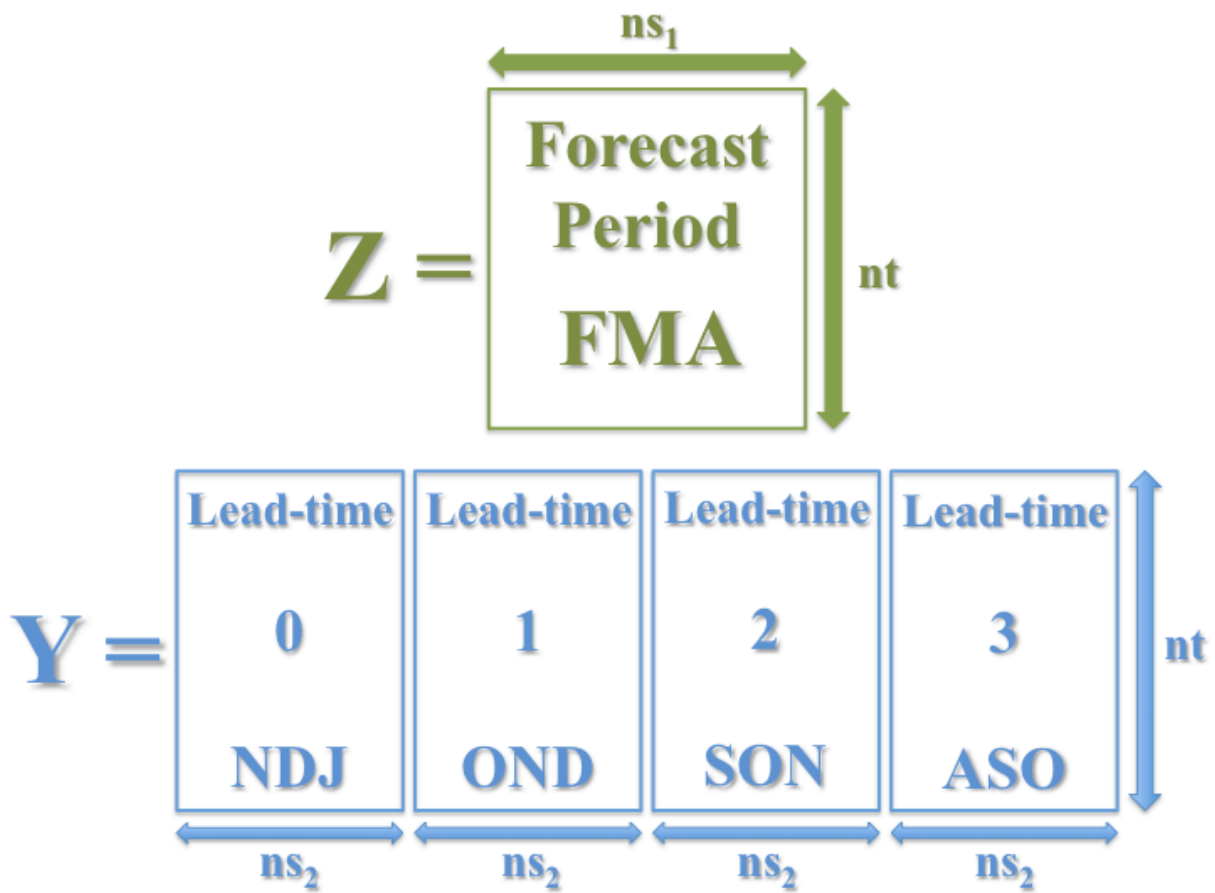 ns₁
Forecast
Period
Z =
nt
FMA
Lead-time Lead-time Lead-time Lead-time
Y = 0 1 2 3 nt
NDJ OND SON ASO
ns₂ ns₂ ns₂ ns₂